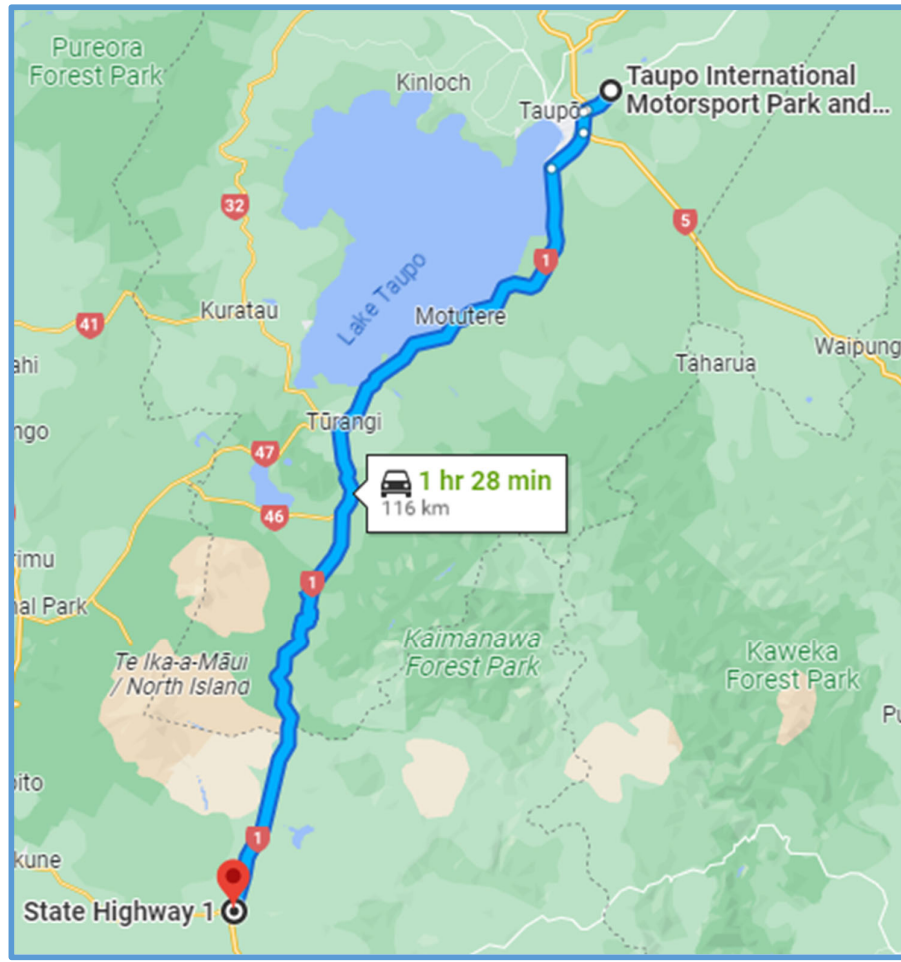 Pureora
Forest Park
Kinloch
Taupo International
Motorsport Park and...
Taupō
32
5
1
Lake Taupo
Kuratau
41
Motutere
Waipung
ahi
Taharua
Tūrangi
ngo
47
1 hr 28 min
116 km
46
rimu
1
nal Park
Kaimanawa
Forest Park
Te Ika-a-Māui
/ North Island
Kaweka
Forest Park
Pu
oito
1
kune
State Highway 1